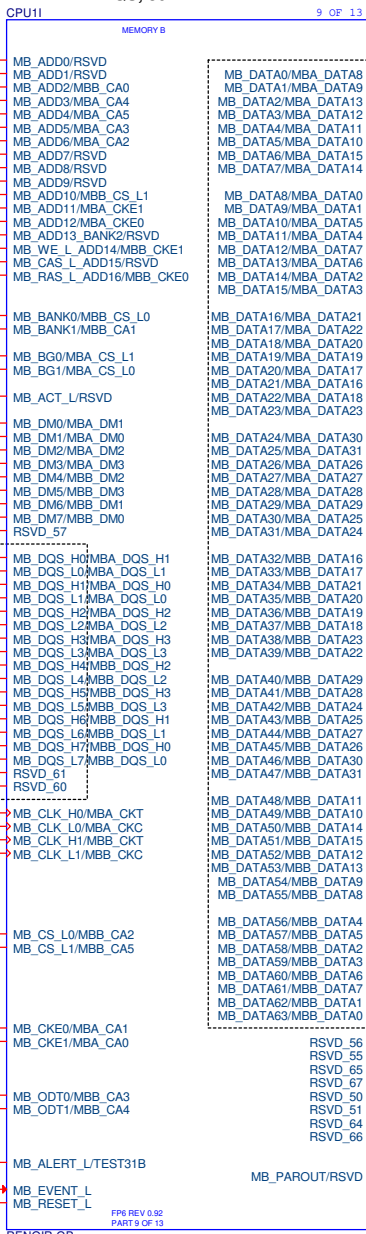 CPU1I
9 OF 13
MEMORY B
MB_ADD0/RSVD
MB_ADD1/RSVD
MB_ADD2/MBB_CA0
MB_ADD3/MBA_CA4
MB_ADD4/MBA_CA5
MB_ADD5/MBA_CA3
MB_ADD6/MBA_CA2
MB_ADD7/RSVD
MB_ADD8/RSVD
MB_ADD9/RSVD
MB_ADD10/MBB_CS_L1
MB_ADD11/MBA_CKE1
MB_ADD12/MBA_CKE0
MB_ADD13_BANK2/RSVD
MB_WE_L_ADD14/MBB_CKE1
MB_CAS_L_ADD15/RSVD
MB_RAS_L_ADD16/MBB_CKE0
MB_BANK0/MBB_CS_L0
MB_BANK1/MBB_CA1
MB_BG0/MBA_CS_L1
MB_BG1/MBA_CS_L0
MB_ACT_L/RSVD
MB_DM0/MBA_DM1
MB_DM1/MBA_DM0
MB_DM2/MBA_DM2
MB_DM3/MBA_DM3
MB_DM4/MBB_DM2
MB_DM5/MBB_DM3
MB_DM6/MBB_DM1
MB_DM7/MBB_DM0
RSVD_57
MB_DQS_H0/MBA_DQS_H1
MB_DQS_L0/MBA_DQS_L1
MB_DQS_H1/MBA_DQS_H0
MB_DQS_L1/MBA_DQS_L0
MB_DQS_H2/MBA_DQS_H2
MB_DQS_L2/MBA_DQS_L2
MB_DQS_H3/MBA_DQS_H3
MB_DQS_L3/MBA_DQS_L3
MB_DQS_H4/MBB_DQS_H2
MB_DQS_L4/MBB_DQS_L2
MB_DQS_H5/MBB_DQS_H3
MB_DQS_L5/MBB_DQS_L3
MB_DQS_H6/MBB_DQS_H1
MB_DQS_L6/MBB_DQS_L1
MB_DQS_H7/MBB_DQS_H0
MB_DQS_L7/MBB_DQS_L0
RSVD_61
RSVD_60
MB_CLK_H0/MBA_CKT
MB_CLK_L0/MBA_CKC
MB_CLK_H1/MBB_CKT
MB_CLK_L1/MBB_CKC
MB_CS_L0/MBB_CA2
MB_CS_L1/MBB_CA5
MB_CKE0/MBA_CA1
MB_CKE1/MBA_CA0
MB_ODT0/MBB_CA3
MB_ODT1/MBB_CA4
MB_ALERT_L/TEST31B
MB_EVENT_L
MB_RESET_L
MB_DATA0/MBA_DATA8
MB_DATA1/MBA_DATA9
MB_DATA2/MBA_DATA13
MB_DATA3/MBA_DATA12
MB_DATA4/MBA_DATA11
MB_DATA5/MBA_DATA10
MB_DATA6/MBA_DATA15
MB_DATA7/MBA_DATA14
MB_DATA8/MBA_DATA0
MB_DATA9/MBA_DATA1
MB_DATA10/MBA_DATA5
MB_DATA11/MBA_DATA4
MB_DATA12/MBA_DATA7
MB_DATA13/MBA_DATA6
MB_DATA14/MBA_DATA2
MB_DATA15/MBA_DATA3
MB_DATA16/MBA_DATA21
MB_DATA17/MBA_DATA22
MB_DATA18/MBA_DATA20
MB_DATA19/MBA_DATA19
MB_DATA20/MBA_DATA17
MB_DATA21/MBA_DATA16
MB_DATA22/MBA_DATA18
MB_DATA23/MBA_DATA23
MB_DATA24/MBA_DATA30
MB_DATA25/MBA_DATA31
MB_DATA26/MBA_DATA26
MB_DATA27/MBA_DATA27
MB_DATA28/MBA_DATA28
MB_DATA29/MBA_DATA29
MB_DATA30/MBA_DATA25
MB_DATA31/MBA_DATA24
MB_DATA32/MBB_DATA16
MB_DATA33/MBB_DATA17
MB_DATA34/MBB_DATA21
MB_DATA35/MBB_DATA20
MB_DATA36/MBB_DATA19
MB_DATA37/MBB_DATA18
MB_DATA38/MBB_DATA23
MB_DATA39/MBB_DATA22
MB_DATA40/MBB_DATA29
MB_DATA41/MBB_DATA28
MB_DATA42/MBB_DATA24
MB_DATA43/MBB_DATA25
MB_DATA44/MBB_DATA27
MB_DATA45/MBB_DATA26
MB_DATA46/MBB_DATA30
MB_DATA47/MBB_DATA31
MB_DATA48/MBB_DATA11
MB_DATA49/MBB_DATA10
MB_DATA50/MBB_DATA14
MB_DATA51/MBB_DATA15
MB_DATA52/MBB_DATA12
MB_DATA53/MBB_DATA13
MB_DATA54/MBB_DATA9
MB_DATA55/MBB_DATA8
MB_DATA56/MBB_DATA4
MB_DATA57/MBB_DATA5
MB_DATA58/MBB_DATA2
MB_DATA59/MBB_DATA3
MB_DATA60/MBB_DATA6
MB_DATA61/MBB_DATA7
MB_DATA62/MBB_DATA1
MB_DATA63/MBB_DATA0
RSVD_56
RSVD_55
RSVD_65
RSVD_67
RSVD_50
RSVD_51
RSVD_64
RSVD_66
MB_PAROUT/RSVD
FP6 REV 0.92
PART 9 OF 13